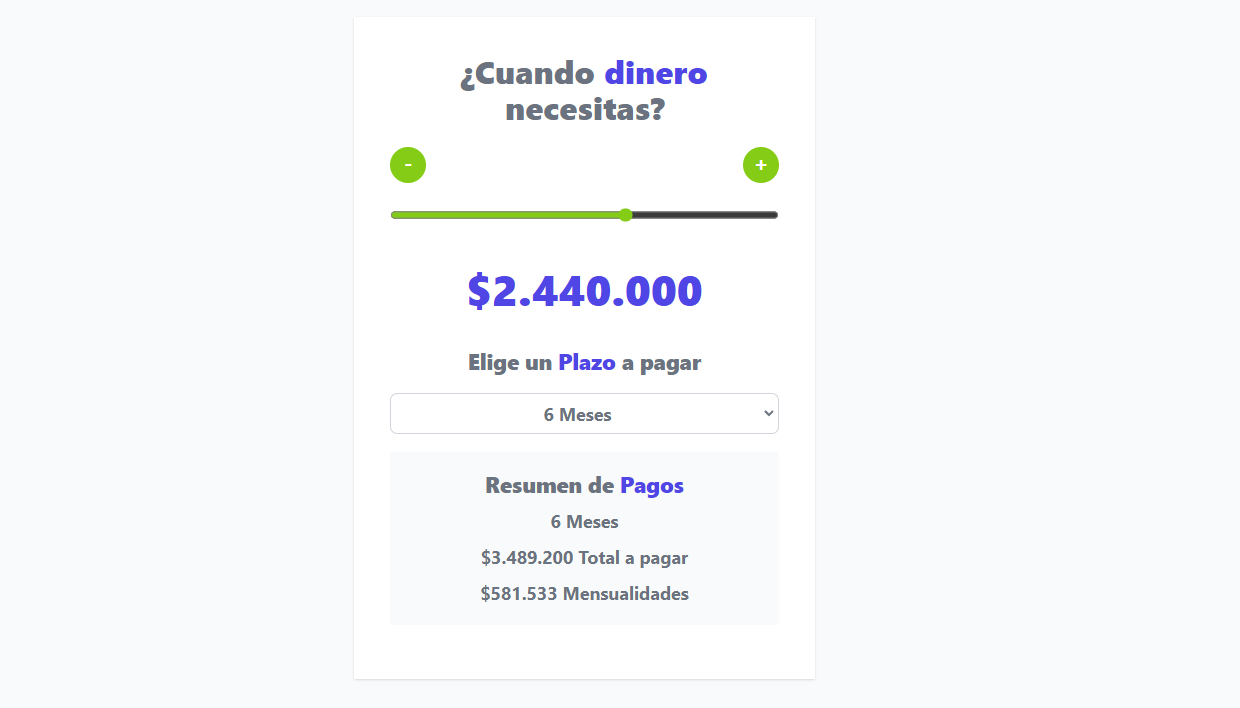 ¿Cuando dinero
necesitas?
- +
$2.440.000
Elige un Plazo a pagar
6 Meses
Resumen de Pagos
6 Meses
$3.489.200 Total a pagar
$581.533 Mensualidades